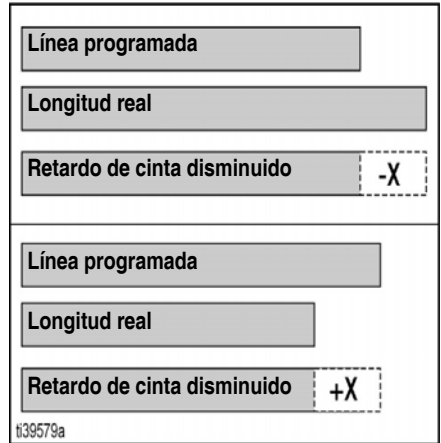 Línea programada
Longitud real
Retardo de cinta disminuido -X
Línea programada
Longitud real
Retardo de cinta disminuido +X
ti39579a